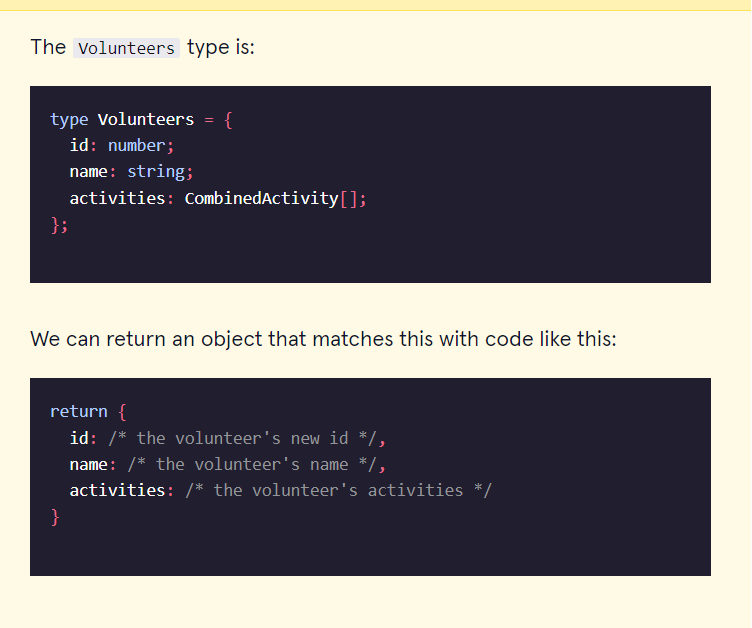 The Volunteers type is:
type Volunteers = {
  id: number;
  name: string;
  activities: CombinedActivity[];
};
We can return an object that matches this with code like this:
return {
  id: /* the volunteer's new id */,
  name: /* the volunteer's name */,
  activities: /* the volunteer's activities */
}